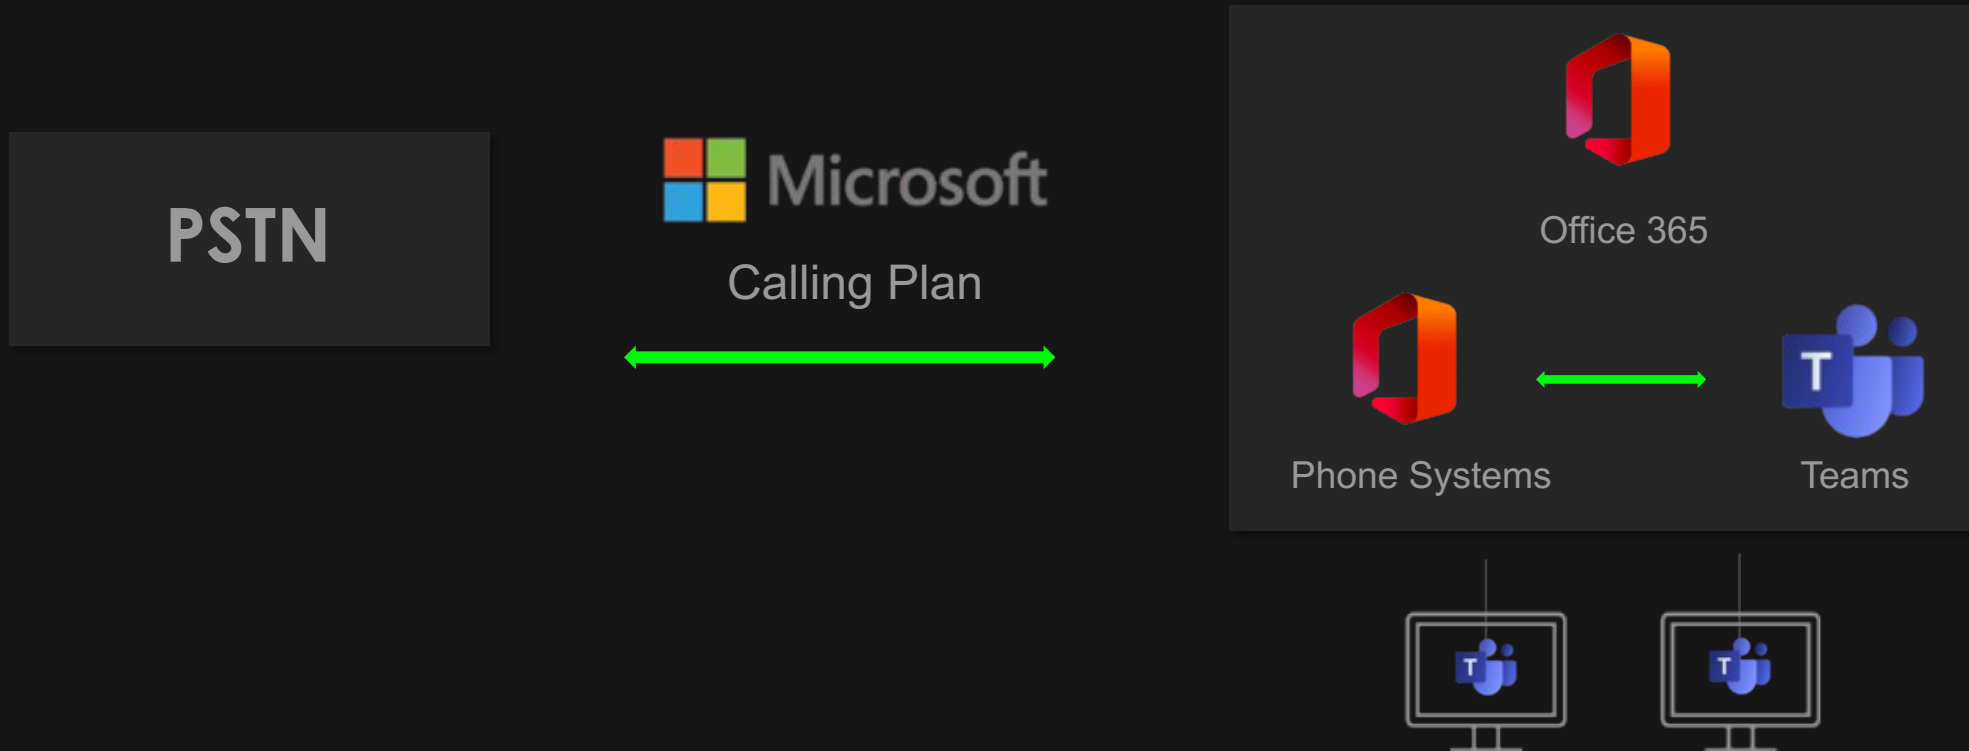 PSTN
Microsoft
Calling Plan
Office 365
Phone Systems
T
Teams
T
T